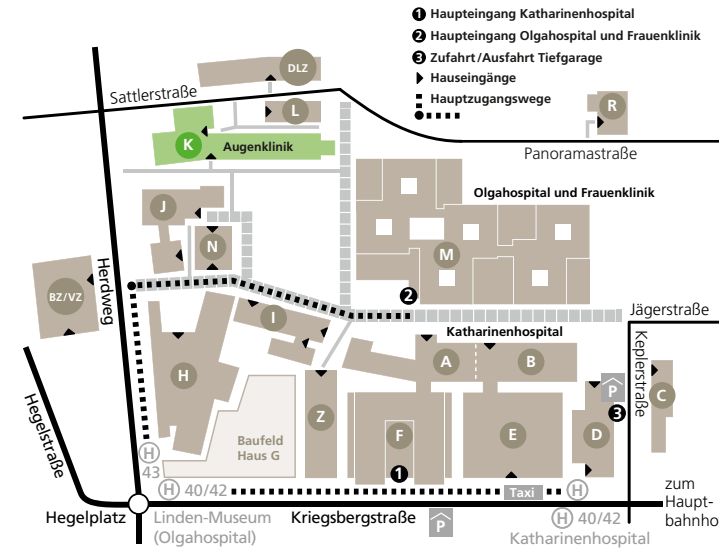 1 Haupteingang Katharinenhospital
2 Haupteingang Olgahospital und Frauenklinik
3 Zufahrt/Ausfahrt Tiefgarage
Hauseingänge
Hauptzugangswege
DLZ
Sattlerstraße
L
R
K
Augenklinik
Panoramastraße
Olgahospital und Frauenklinik
J
N
M
BZ/VZ
Herdweg
2
I
Jägerstraße
Katharinenhospital
H
A
B
Keplerstraße
P
C
3
Hegelstraße
Z
F
E
D
Baufeld
Haus G
H
43
1
H 40/42
Taxi
H
zum
Haupt-
bahnho
Hegelplatz
Linden-Museum
(Olgahospital)
Kriegsbergstraße
P
H 40/42
Katharinenhospital